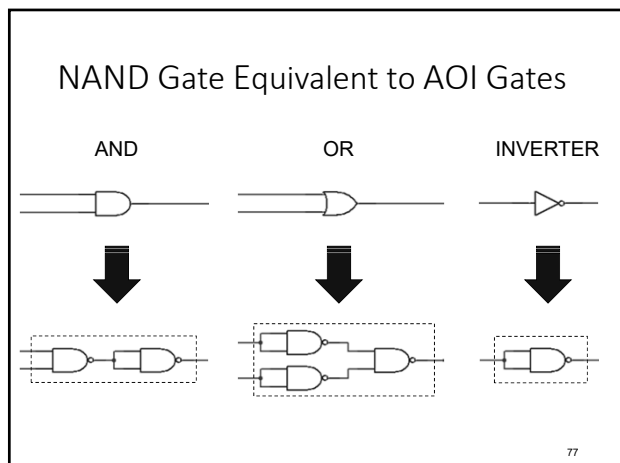 NAND Gate Equivalent to AOI Gates
AND OR INVERTER
77